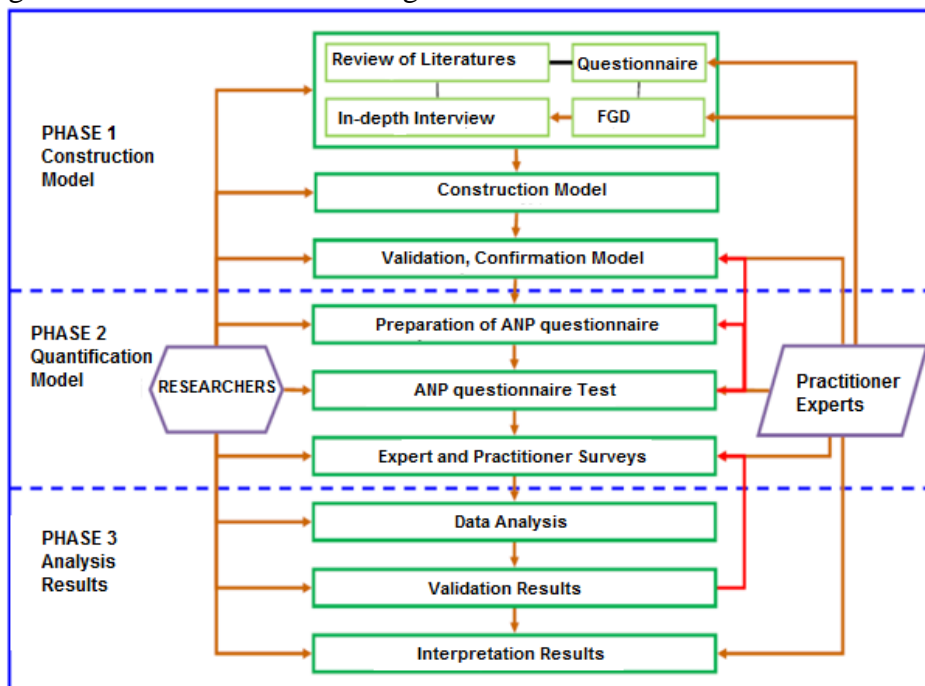 PHASE 1
Construction
Model
Review of Literatures
Questionnaire
In-depth Interview
FGD
Construction Model
Validation, Confirmation Model
PHASE 2
Quantification
Model
RESEARCHERS
Preparation of ANP questionnaire
ANP questionnaire Test
Expert and Practitioner Surveys
Practitioner
Experts
PHASE 3
Analysis
Results
Data Analysis
Validation Results
Interpretation Results